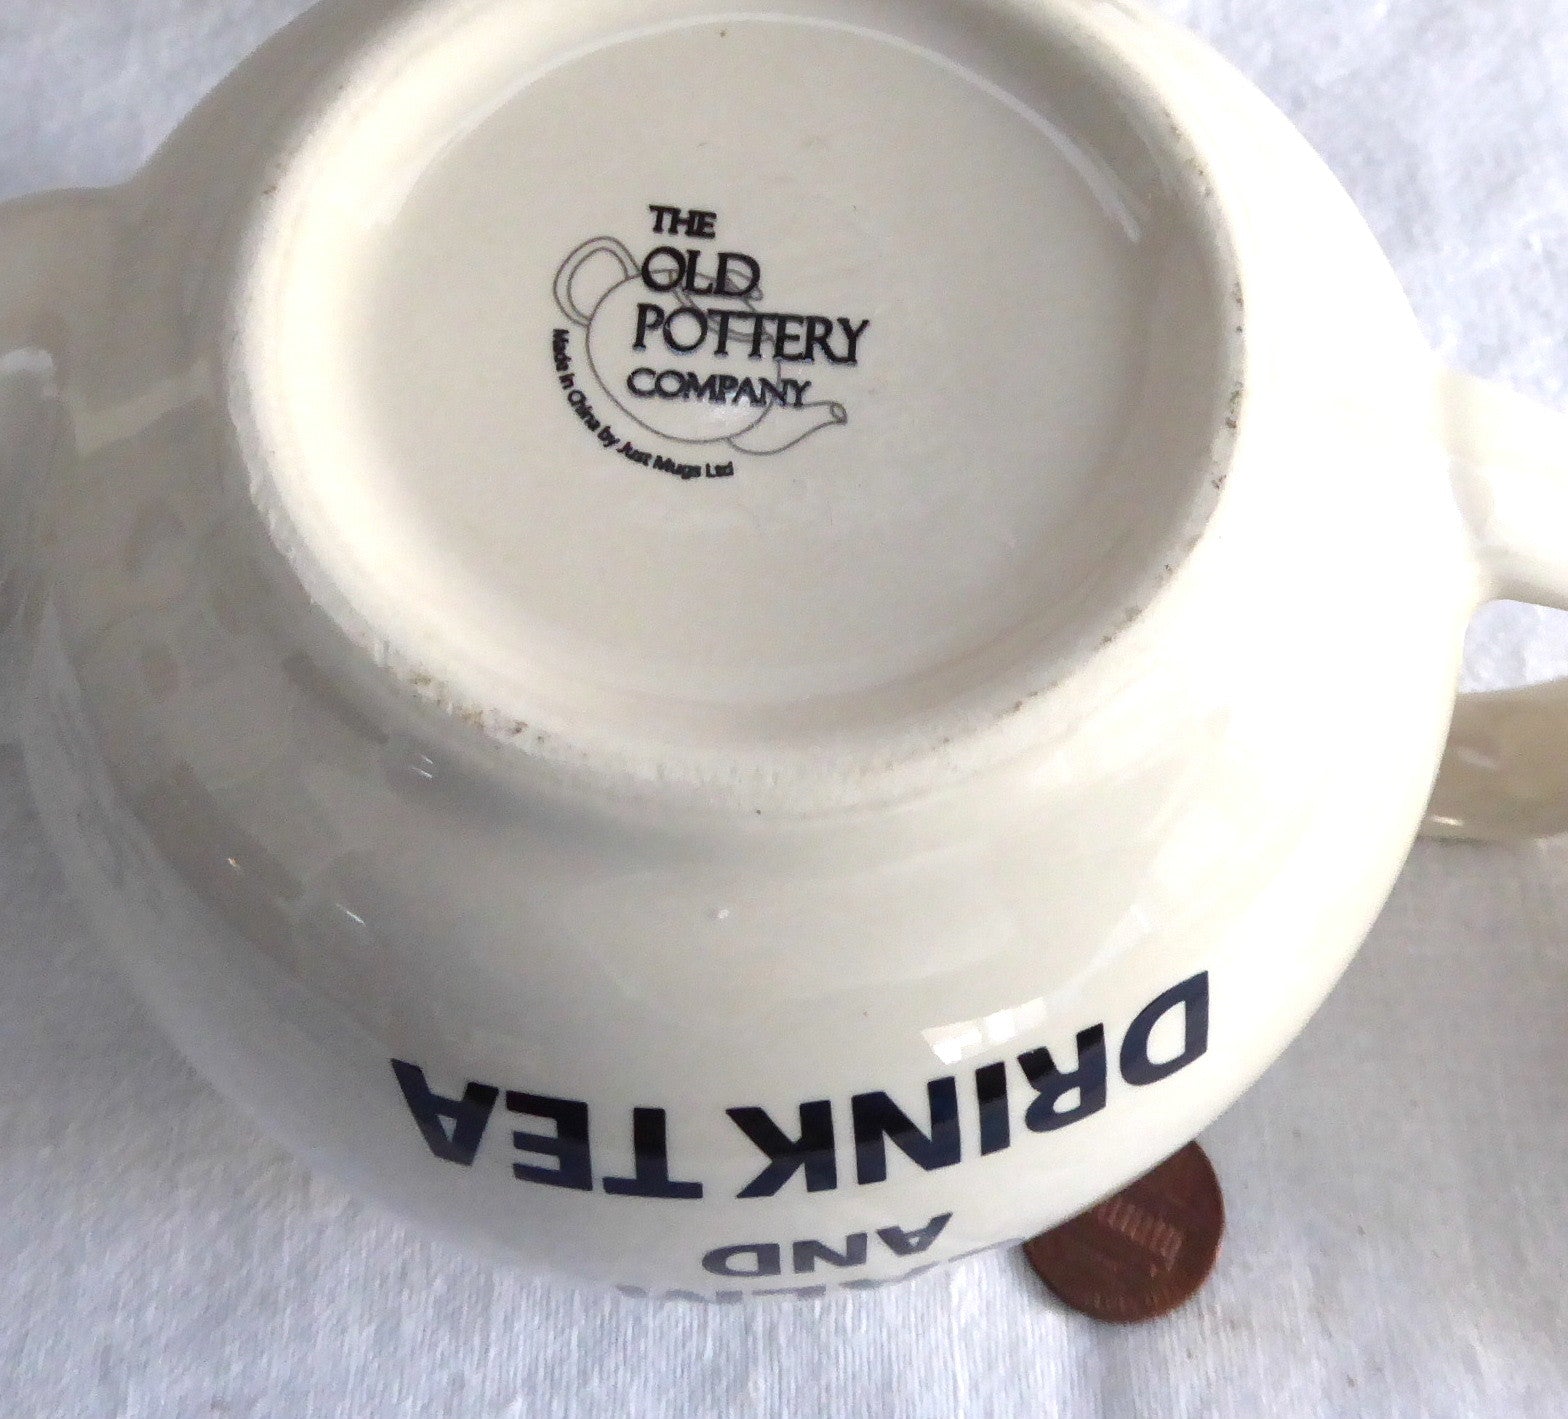 THE
OLD
POTTERY
COMPANY
Made in China by Just Mugs Ltd
AND
DRINK TEA